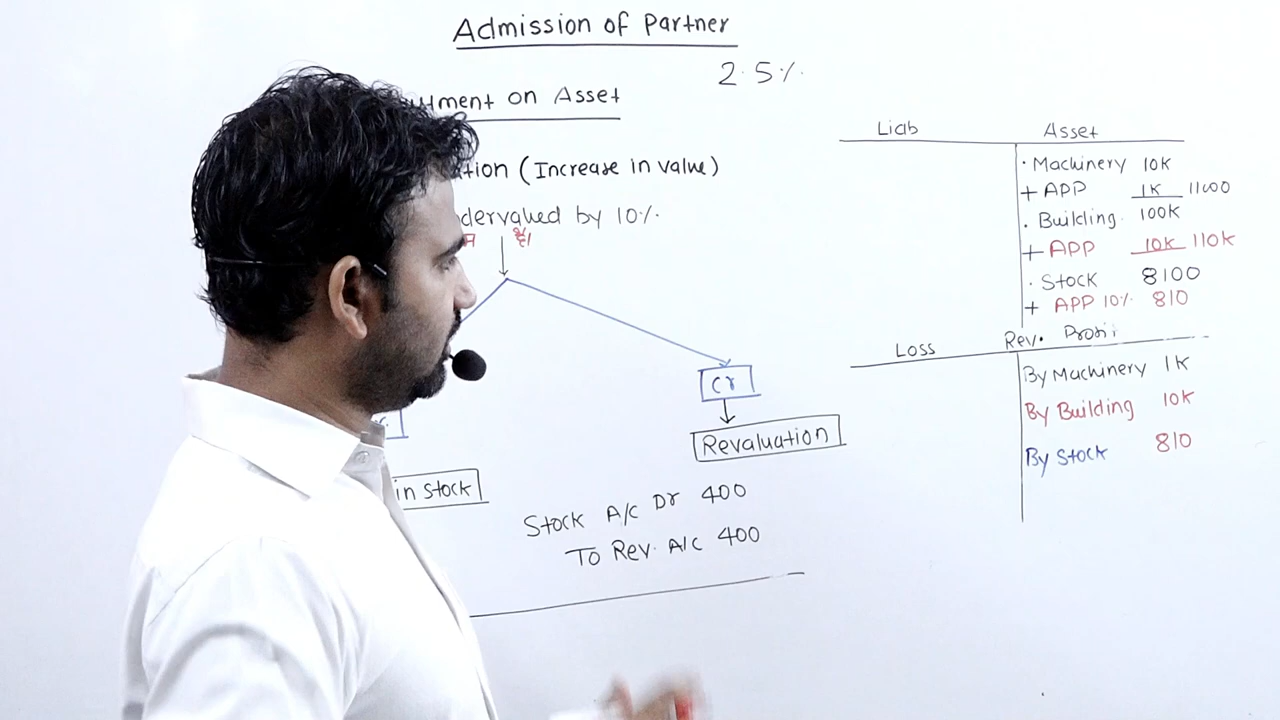 Admission of Partner
2.5%.
ment on Asset
tion (Increase in value)
dervalued by 10%.
Cr
Revaluation
in stock
Stock A/c Dr 400
To Rev. A/c 400
Liab Asset
· Machinery 10K
+ APP 1K 11000
· Building. 100K
+ APP 10K 110K
· Stock 8100
+ APP 10%. 810
Loss Rev. Profit
By Machinery 1K
By Building 10K
By Stock 810